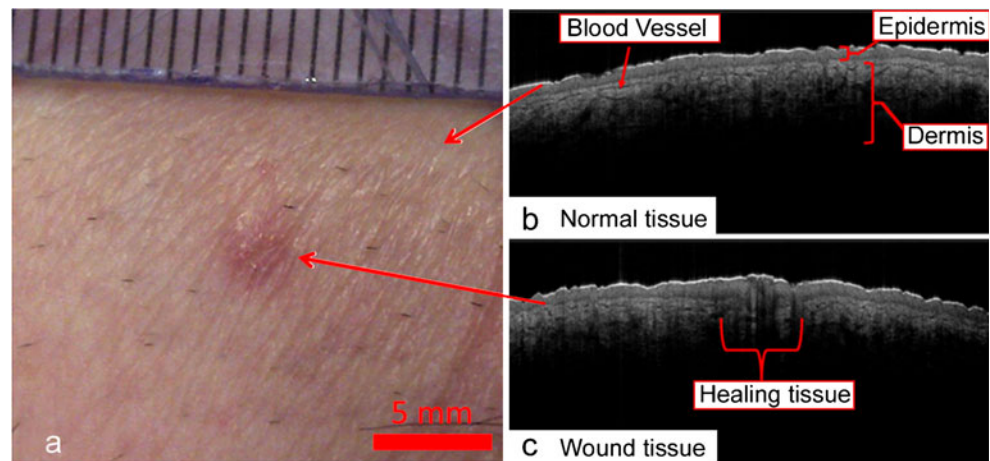 a
5 mm
Blood Vessel
Epidermis
Dermis
b Normal tissue
Healing tissue
c Wound tissue